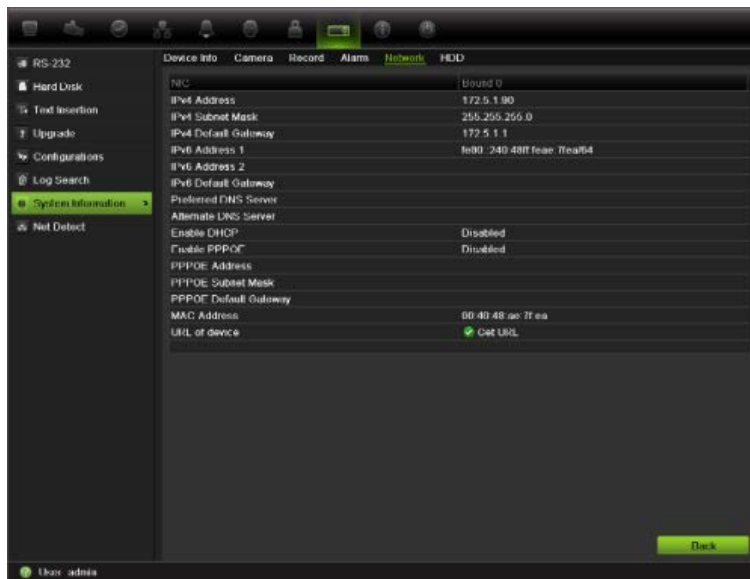 Device Info Camera Record Alarm Network HDD
RS-232
Hard Disk
Text Insertion
Upgrade
Configurations
Log Search
System Information
Net Detect
NIC Bound 0
IPv4 Address 172.5.1.90
IPv4 Subnet Mask 255.255.255.0
IPv4 Default Gateway 172.5.1.1
IPv6 Address 1
IPv6 Address 2
IPv6 Default Gateway
Preferred DNS Server
Alternate DNS Server
Enable DHCP Disabled
Enable PPPOE Disabled
PPPOE Address
PPPOE Subnet Mask
PPPOE Default Gateway
MAC Address
URL of device Get URL
Back
User: admin